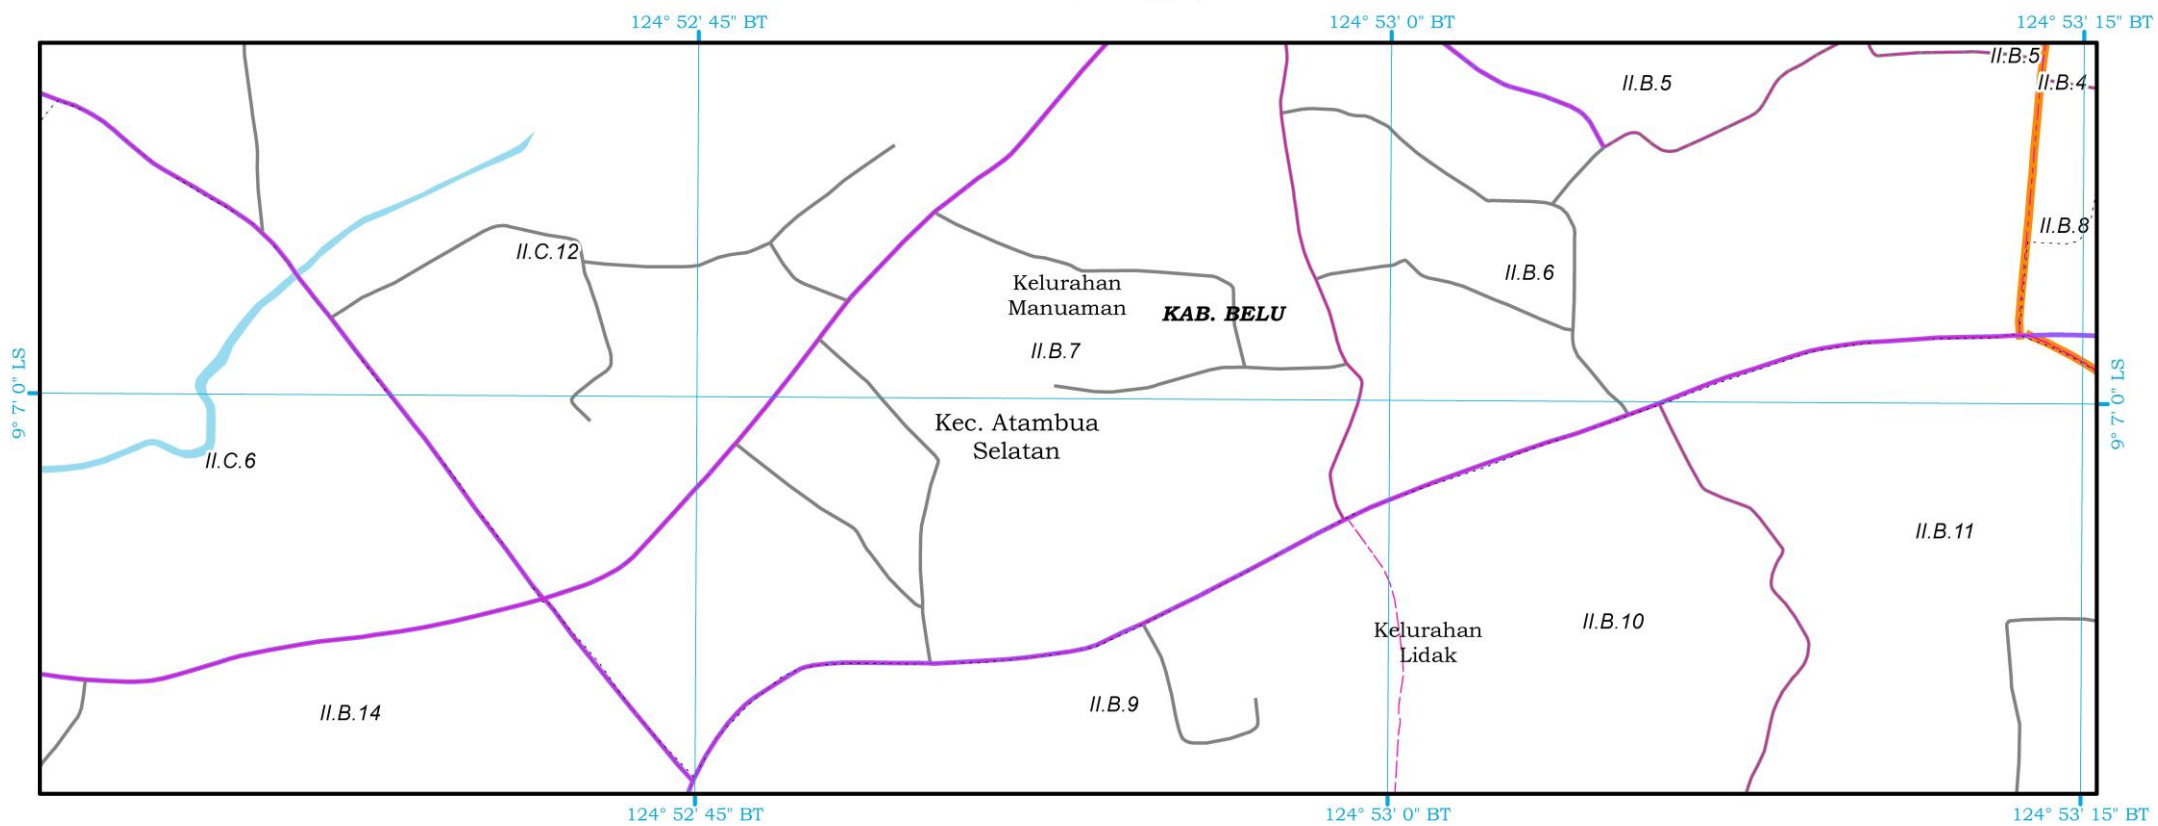 124° 52' 45" BT
124° 53' 0" BT
124° 53' 15" BT
II.B.5
II.B.5
II.B.4
II.B.8
II.C.12
II.B.6
Kelurahan
Manuaman
KAB. BELU
II.B.7
9° 7' 0" LS
9° 7' 0" LS
Kec. Atambua
Selatan
II.C.6
II.B.11
II.B.10
Kelurahan
Lidak
II.B.14
II.B.9
124° 52' 45" BT
124° 53' 0" BT
124° 53' 15" BT